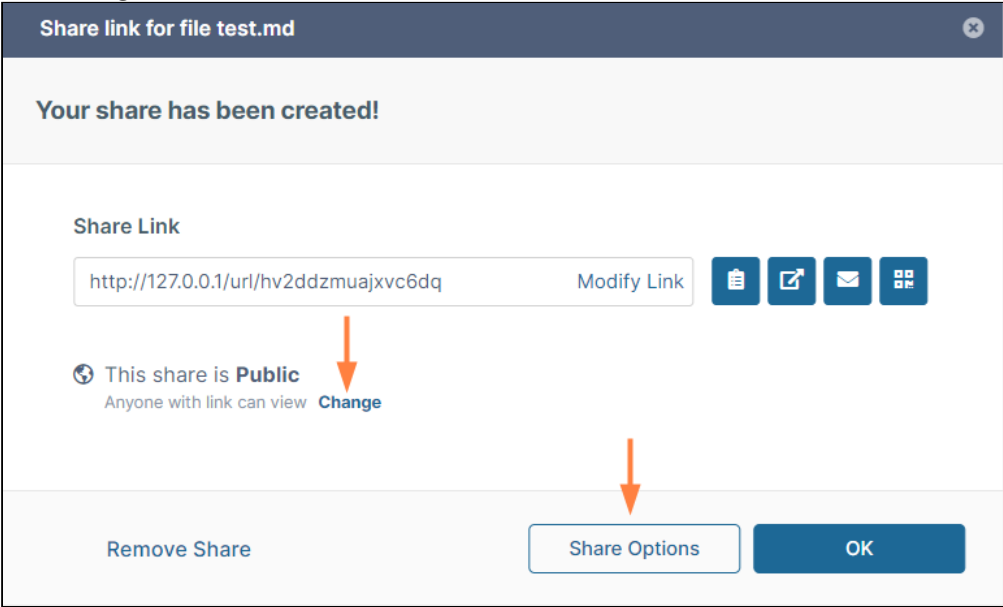 Share link for file test.md
Your share has been created!
Share Link
http://127.0.0.1/url/hv2ddzmuajxvc6dq Modify Link
This share is Public
Anyone with link can view Change
Remove Share Share Options OK